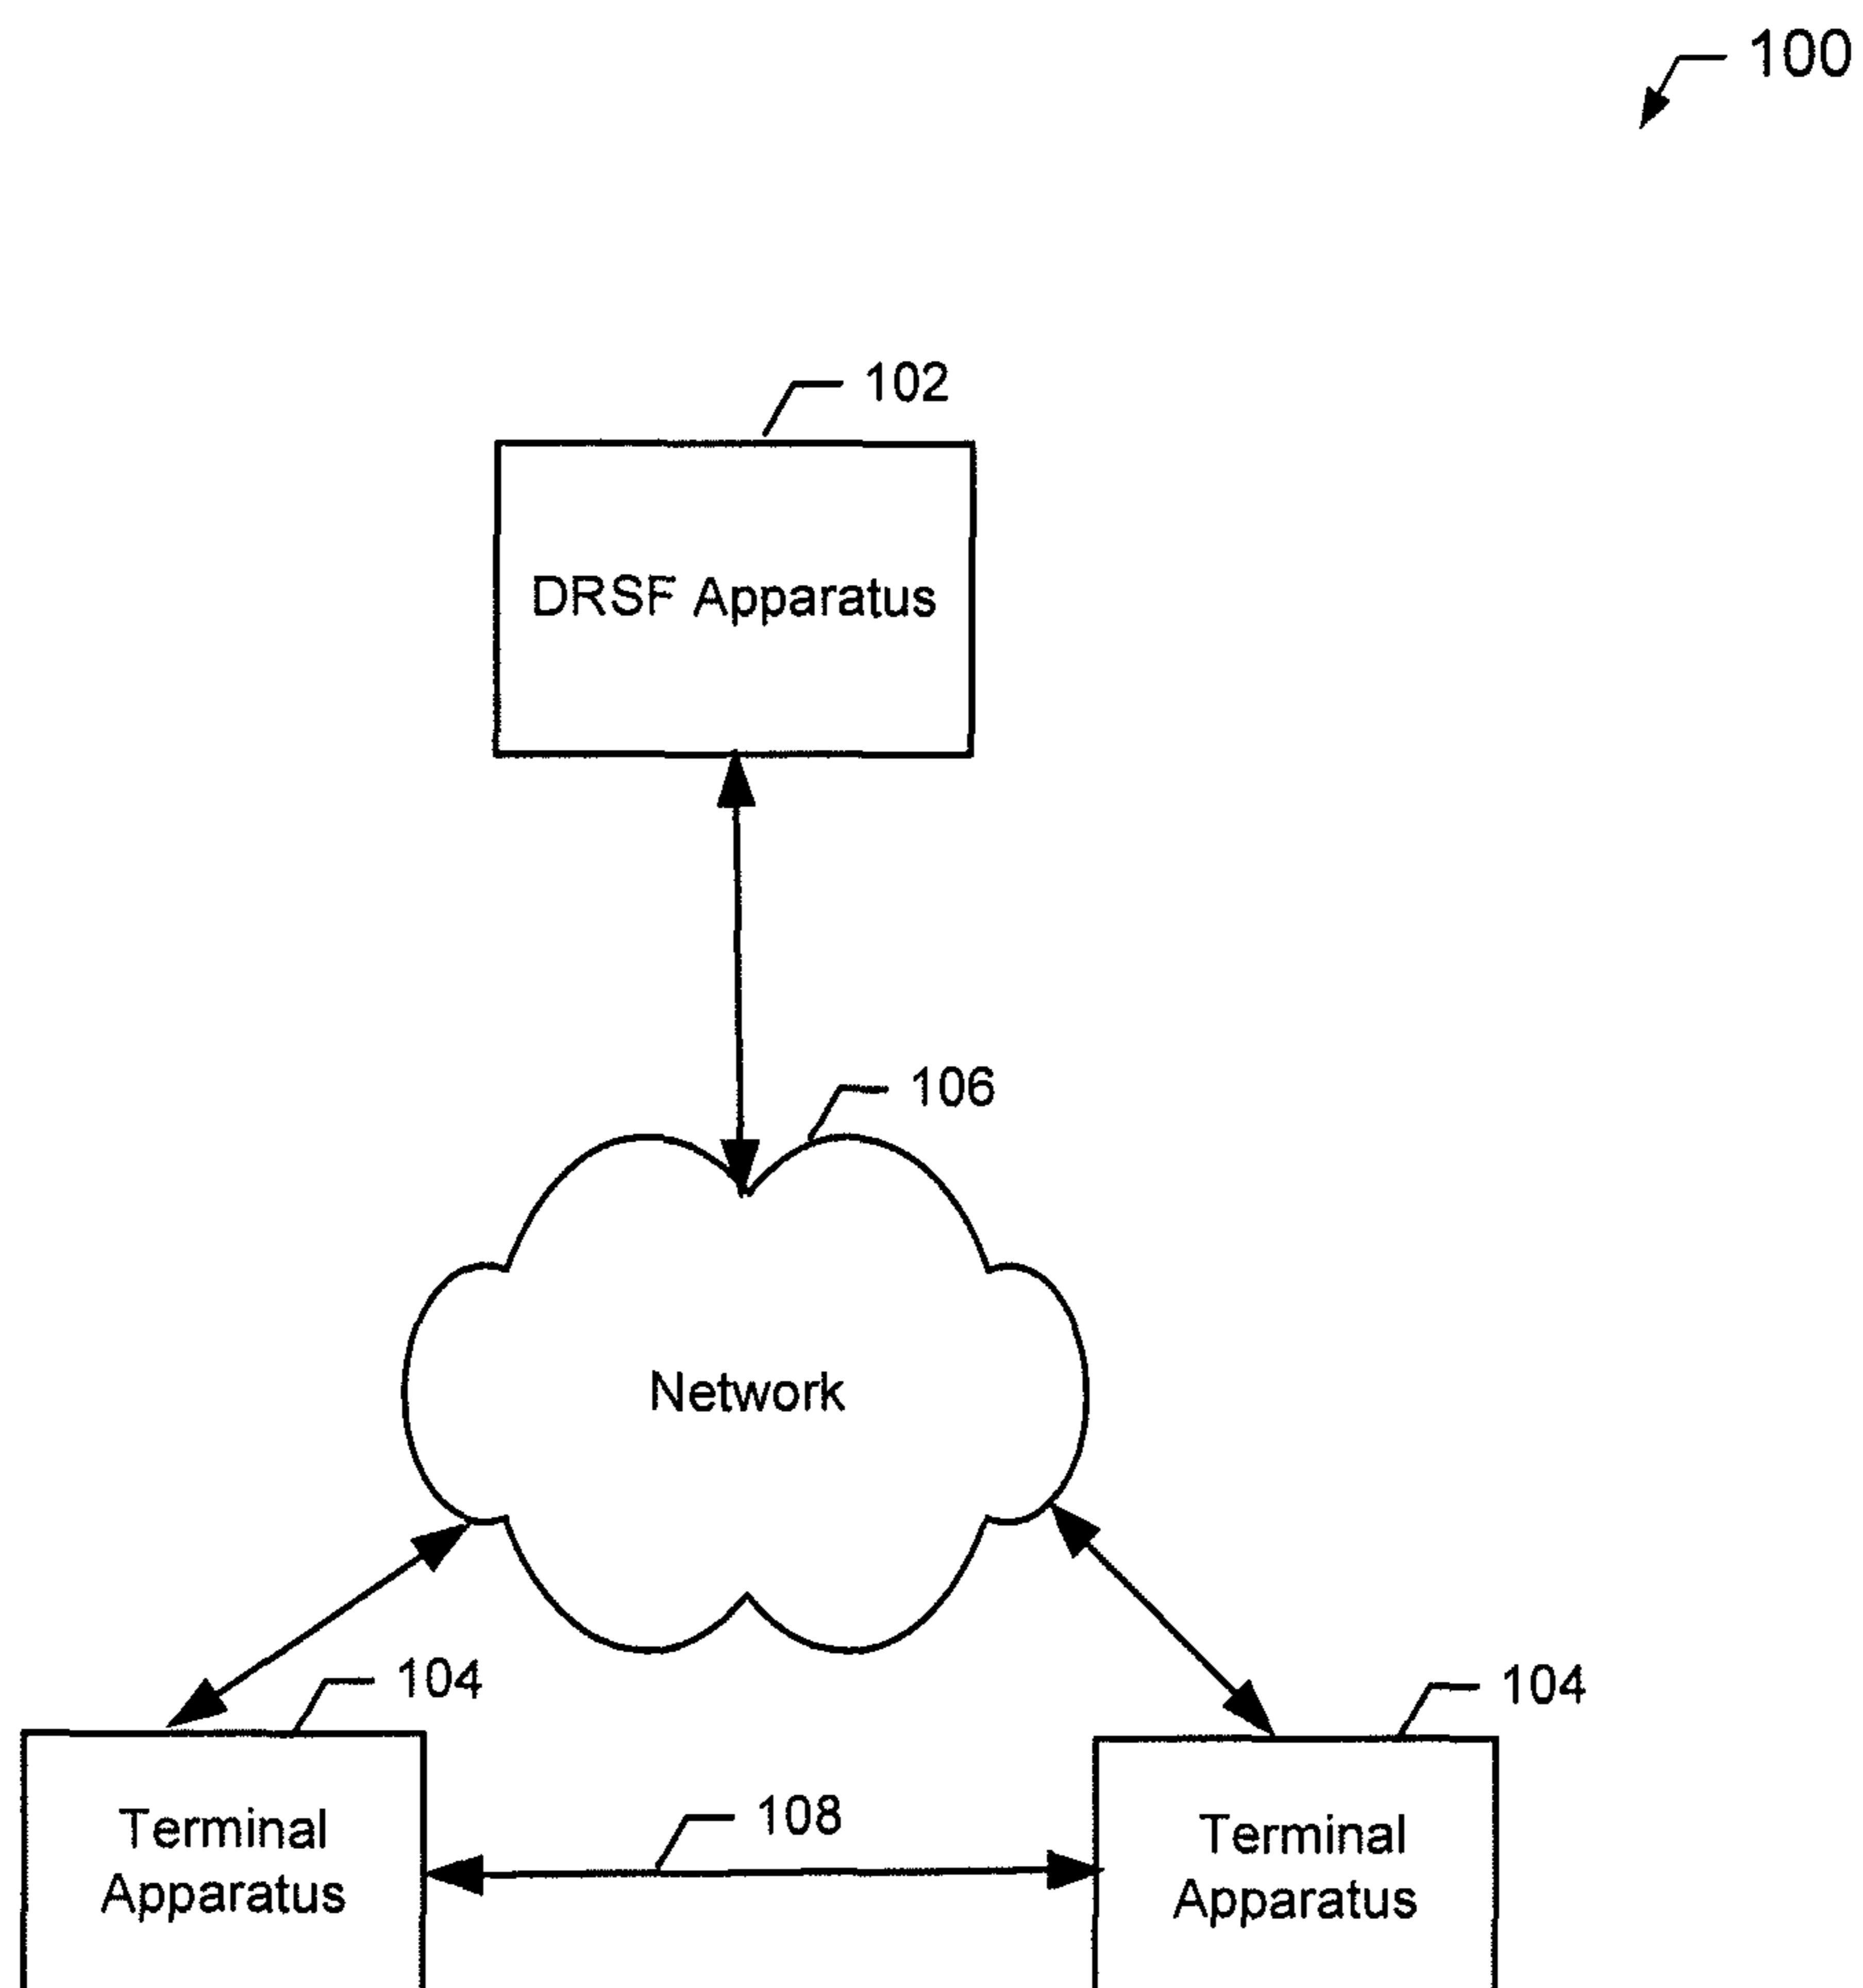 100
102
DRSF Apparatus
106
Network
104
104
108
Terminal
Apparatus
Terminal
Apparatus